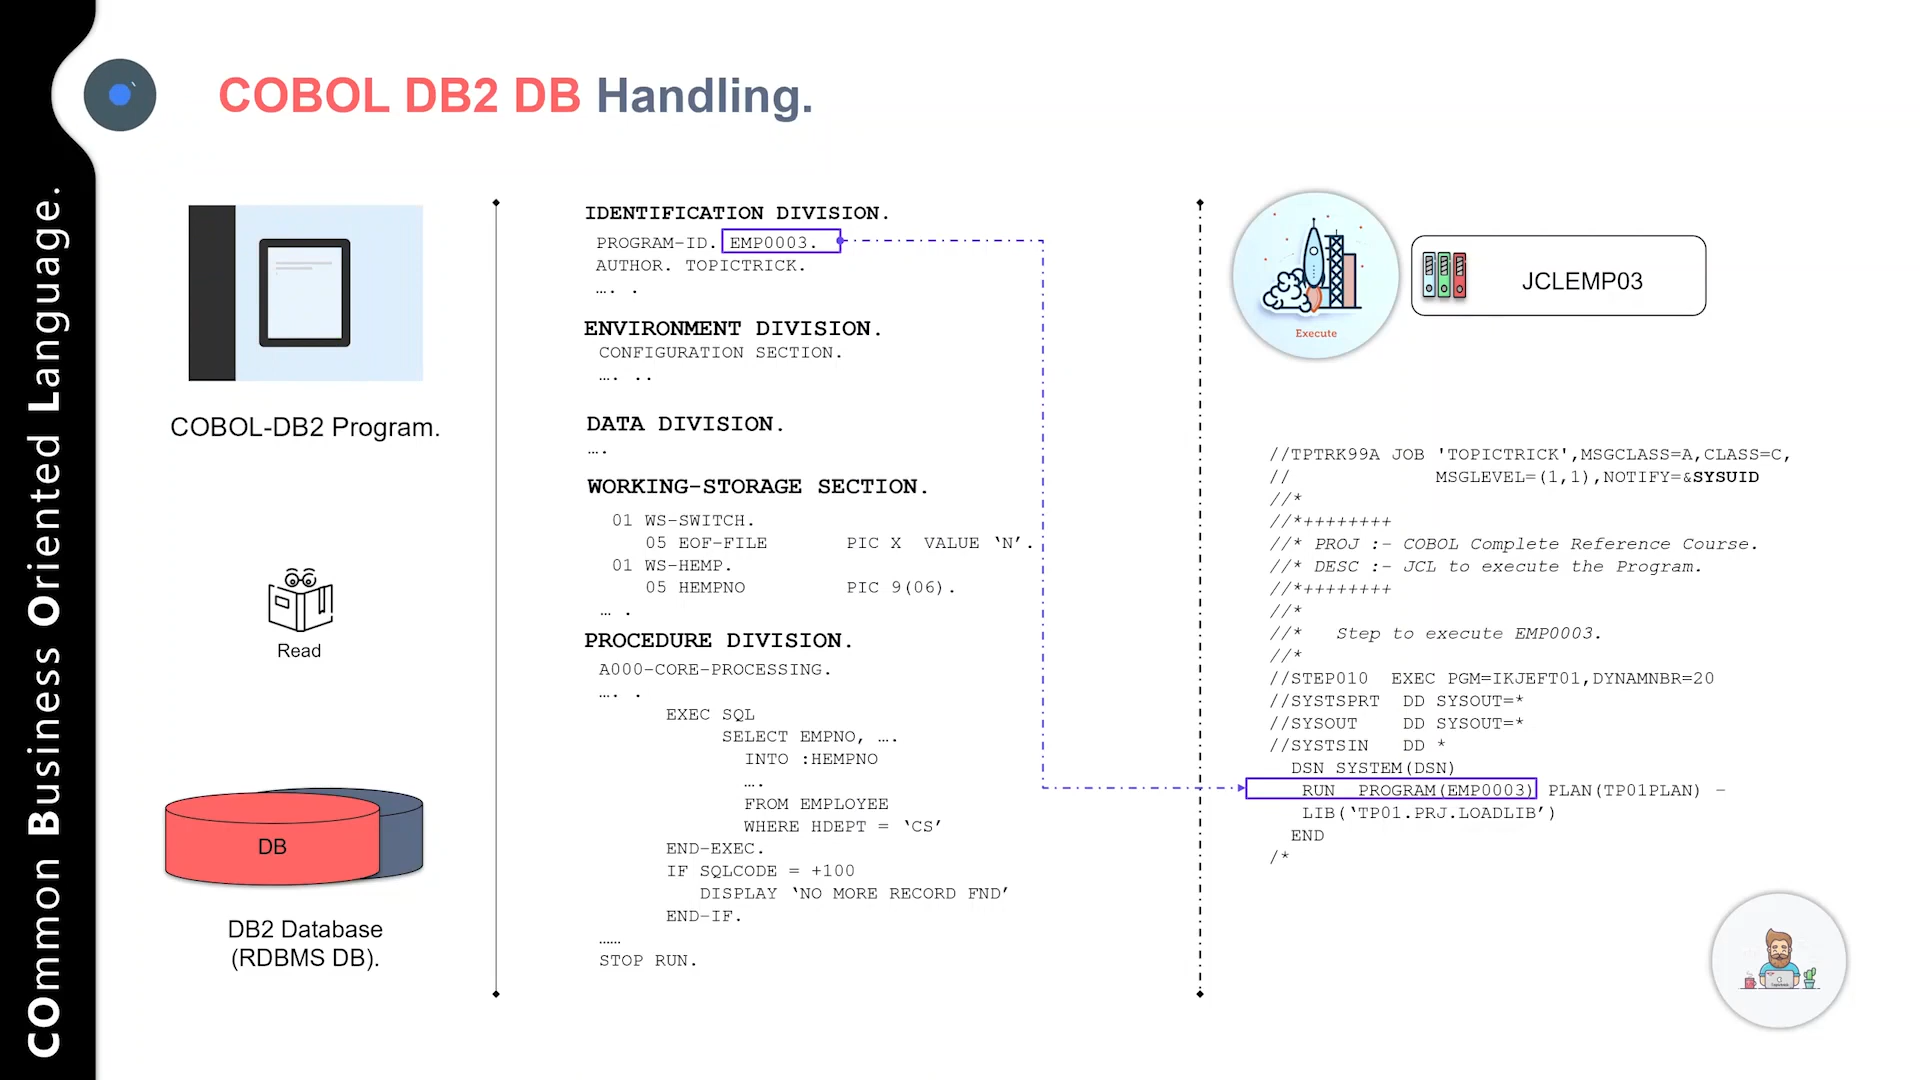 COmmon Business Oriented Language.
COBOL DB2 DB Handling.
COBOL-DB2 Program.
Read
DB
DB2 Database
(RDBMS DB).
IDENTIFICATION DIVISION.
PROGRAM-ID. EMP0003.
AUTHOR. TOPICTRICK.
…. .
ENVIRONMENT DIVISION.
CONFIGURATION SECTION.
…. ..
DATA DIVISION.
….
WORKING-STORAGE SECTION.
01 WS-SWITCH.
05 EOF-FILE PIC X VALUE ‘N’.
01 WS-HEMP.
05 HEMPNO PIC 9(06).
… .
PROCEDURE DIVISION.
A000-CORE-PROCESSING.
…. .
EXEC SQL
SELECT EMPNO, ….
INTO :HEMPNO
….
FROM EMPLOYEE
WHERE HDEPT = ‘CS’
END-EXEC.
IF SQLCODE = +100
DISPLAY ‘NO MORE RECORD FND’
END-IF.
……
STOP RUN.
Execute
JCLEMP03
//TPTRK99A JOB 'TOPICTRICK',MSGCLASS=A,CLASS=C,
// MSGLEVEL=(1,1),NOTIFY=&SYSUID
//*
//*++++++++
//* PROJ :- COBOL Complete Reference Course.
//* DESC :- JCL to execute the Program.
//*++++++++
//*
//* Step to execute EMP0003.
//*
//STEP010 EXEC PGM=IKJEFT01,DYNAMNBR=20
//SYSTSPRT DD SYSOUT=*
//SYSOUT DD SYSOUT=*
//SYSTSIN DD *
DSN SYSTEM(DSN)
RUN PROGRAM(EMP0003) PLAN(TP01PLAN) -
LIB(‘TP01.PRJ.LOADLIB’)
END
/*